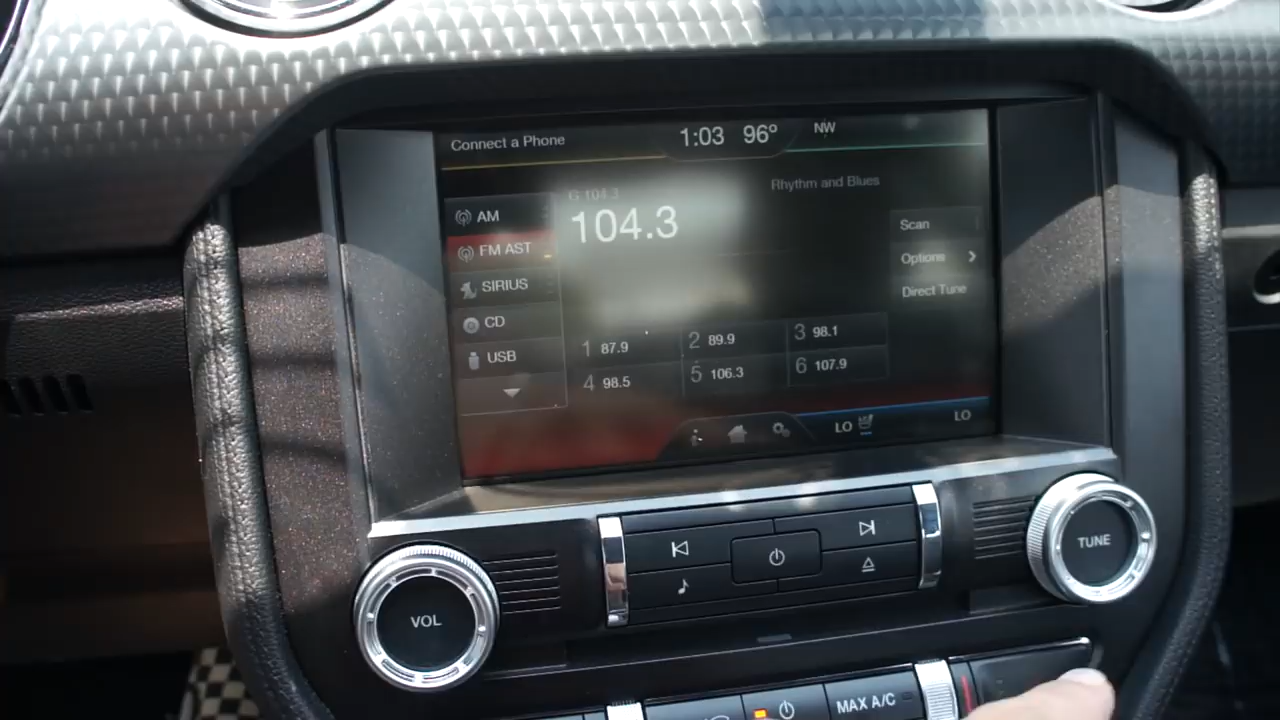 Connect a Phone
1:03 96° NW
AM
FM AST
SIRIUS
CD
USB
G 104.3
104.3
Rhythm and Blues
Scan
Options
Direct Tune
1 87.9
2 89.9
3 98.1
4 98.5
5 106.3
6 107.9
LO
LO
VOL
TUNE
MAX A/C